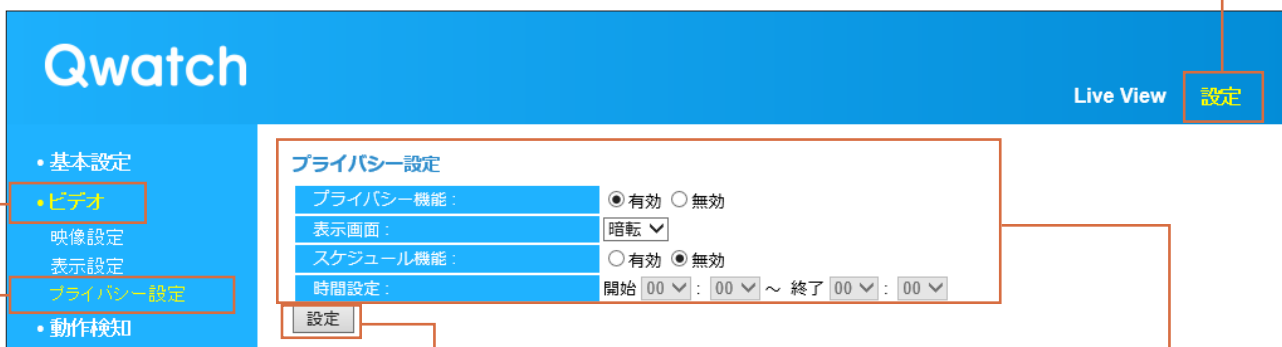 Qwatch
Live View 設定
・基本設定
・ビデオ
映像設定
表示設定
プライバシー設定
・動作検知
プライバシー設定
プライバシー機能 : 有効 無効
表示画面 : 暗転
スケジュール機能 : 有効 無効
時間設定 : 開始 00 : 00 ～ 終了 00 : 00
設定